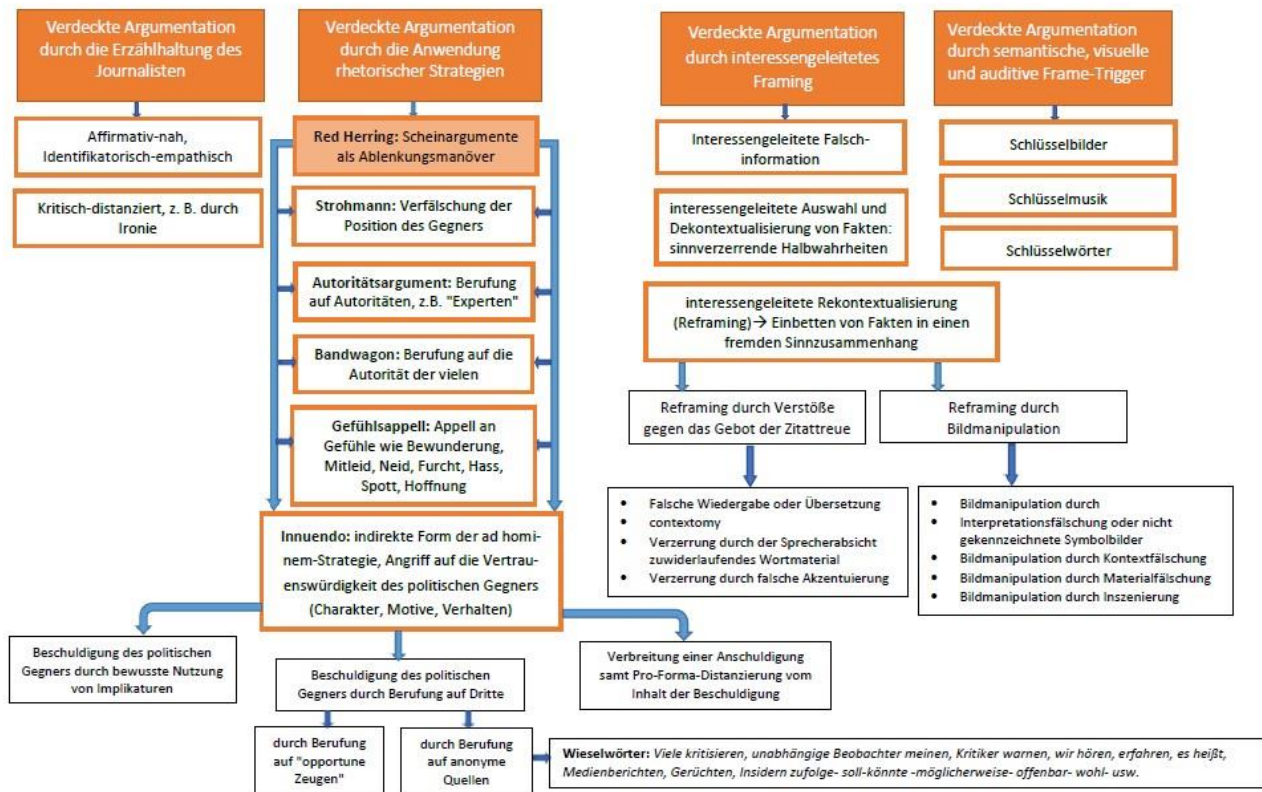 Verdeckte Argumentation
durch die Erzählhaltung des
Journalisten
Affirmativ-nah,
Identifikatorisch-empathisch
Kritisch-distanziert, z. B. durch
Ironie
Verdeckte Argumentation
durch die Anwendung
rhetorischer Strategien
Red Herring: Scheinargumente
als Ablenkungsmanöver
Strohmann: Verfälschung der
Position des Gegners
Autoritätsargument: Berufung
auf Autoritäten, z.B. "Experten"
Bandwagon: Berufung auf die
Autorität der vielen
Gefühlsappell: Appell an
Gefühle wie Bewunderung,
Mitleid, Neid, Furcht, Hass,
Spott, Hoffnung
Innuendo: indirekte Form der ad homi-
nem-Strategie, Angriff auf die Vertrau-
enswürdigkeit des politischen Gegners
(Charakter, Motive, Verhalten)
Beschuldigung des politischen
Gegners durch bewusste Nutzung
von Implikaturen
Beschuldigung des politischen
Gegners durch Berufung auf Dritte
Verbreitung einer Anschuldigung
samt Pro-Forma-Distanzierung vom
Inhalt der Beschuldigung
durch Berufung
auf "opportune
Zeugen"
durch Berufung
auf anonyme
Quellen
Wieselwörter: Viele kritisieren, unabhängige Beobachter meinen, Kritiker warnen, wir hören, erfahren, es heißt,
Medienberichten, Gerüchten, Insidern zufolge- soll-könnte -möglicherweise- offenbar- wohl- usw.
Verdeckte Argumentation
durch interessengeleitetes
Framing
Interessengeleitete Falsch-
information
interessengeleitete Auswahl und
Dekontextualisierung von Fakten:
sinnverzerrende Halbwahrheiten
interessengeleitete Rekontextualisierung
(Reframing)→ Einbetten von Fakten in einen
fremden Sinnzusammenhang
Reframing durch Verstöße
gegen das Gebot der Zitattreue
• Falsche Wiedergabe oder Übersetzung
• contextomy
• Verzerrung durch der Sprecherabsicht
zuwiderlaufendes Wortmaterial
• Verzerrung durch falsche Akzentuierung
Reframing durch
Bildmanipulation
• Bildmanipulation durch
• Interpretationsfälschung oder nicht
gekennzeichnete Symbolbilder
• Bildmanipulation durch Kontextfälschung
• Bildmanipulation durch Materialfälschung
• Bildmanipulation durch Inszenierung
Verdeckte Argumentation
durch semantische, visuelle
und auditive Frame-Trigger
Schlüsselbilder
Schlüsselmusik
Schlüsselwörter